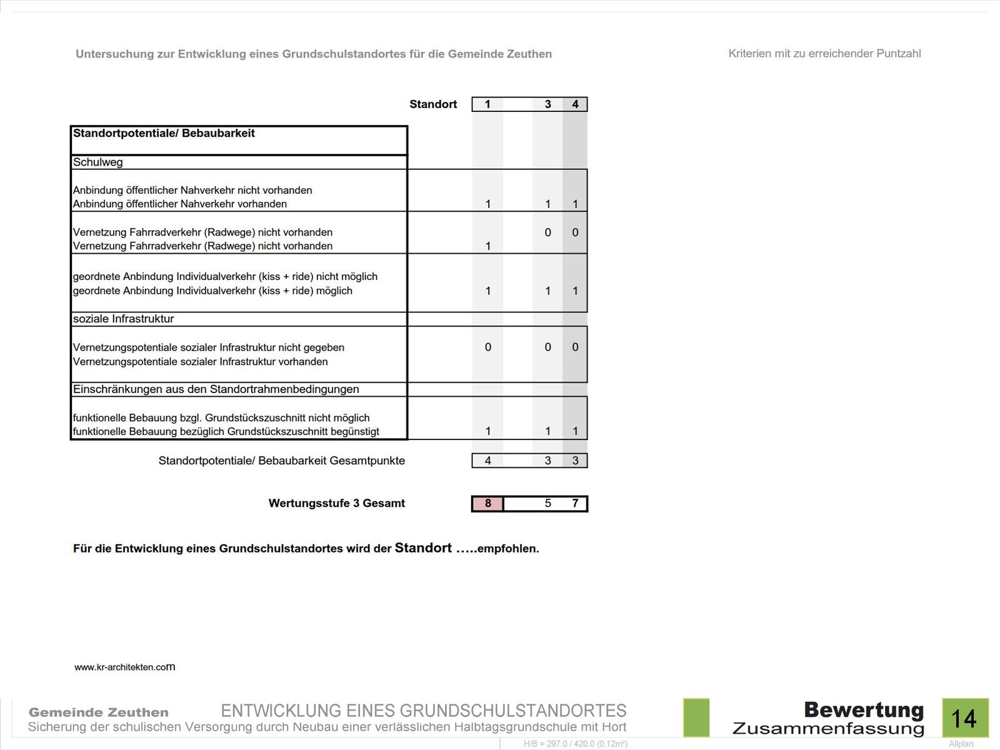 Untersuchung zur Entwicklung eines Grundschulstandortes für die Gemeinde Zeuthen Kriterien mit zu erreichender Puntzahl
Standort 1 3 4
Standortpotentiale/ Bebaubarkeit
Schulweg
Anbindung öffentlicher Nahverkehr nicht vorhanden
Anbindung öffentlicher Nahverkehr vorhanden 1 1 1
Vernetzung Fahrradverkehr (Radwege) nicht vorhanden 0 0
Vernetzung Fahrradverkehr (Radwege) nicht vorhanden 1
geordnete Anbindung Individualverkehr (kiss + ride) nicht möglich
geordnete Anbindung Individualverkehr (kiss + ride) möglich 1 1 1
soziale Infrastruktur
Vernetzungspotentiale sozialer Infrastruktur nicht gegeben 0 0 0
Vernetzungspotentiale sozialer Infrastruktur vorhanden
Einschränkungen aus den Standortrahmenbedingungen
funktionelle Bebauung bzgl. Grundstückszuschnitt nicht möglich
funktionelle Bebauung bezüglich Grundstückszuschnitt begünstigt 1 1 1
Standortpotentiale/ Bebaubarkeit Gesamtpunkte 4 3 3
Wertungsstufe 3 Gesamt 8 5 7
Für die Entwicklung eines Grundschulstandortes wird der Standort …..empfohlen.
www.kr-architekten.com
Gemeinde Zeuthen ENTWICKLUNG EINES GRUNDSCHULSTANDORTES
Sicherung der schulischen Versorgung durch Neubau einer verlässlichen Halbtagsgrundschule mit Hort
Bewertung
Zusammenfassung
14
H/B = 297.0 / 420.0 (0.12m²) Allplan